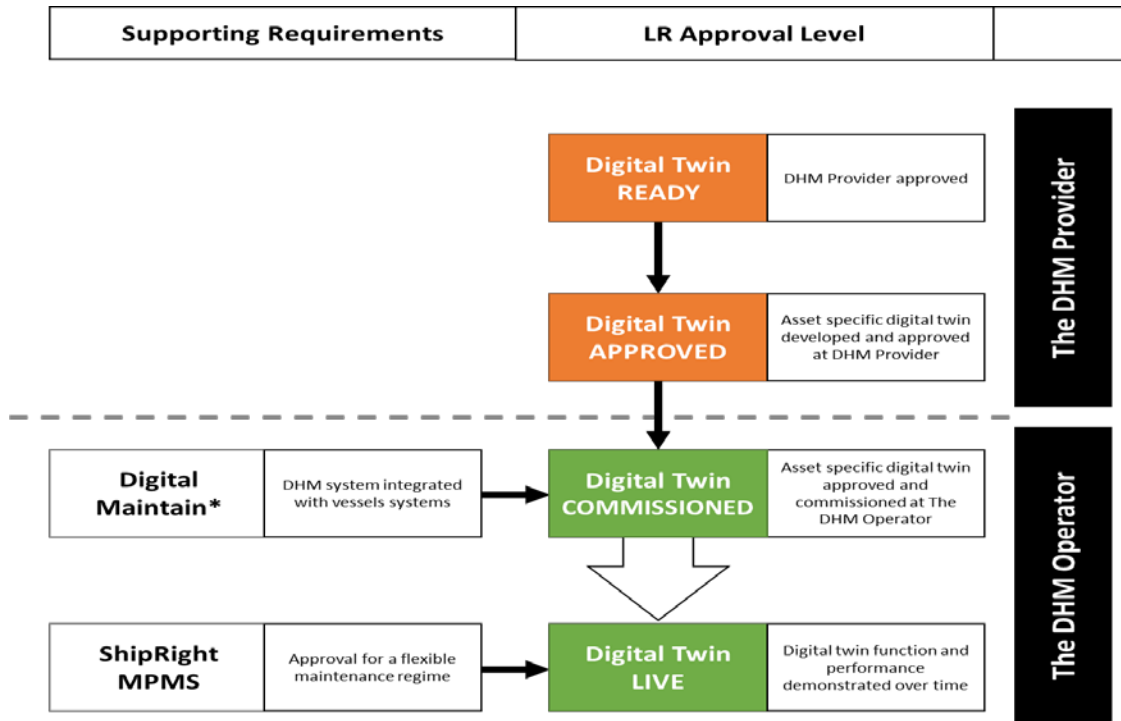 Supporting Requirements
LR Approval Level
Digital Twin
READY
DHM Provider approved
The DHM Provider
Digital Twin
APPROVED
Asset specific digital twin
developed and approved
at DHM Provider
Digital
Maintain*
DHM system integrated
with vessels systems
Digital Twin
COMMISSIONED
Asset specific digital twin
approved and
commissioned at The
DHM Operator
The DHM Operator
ShipRight
MPMS
Approval for a flexible
maintenance regime
Digital Twin
LIVE
Digital twin function and
performance
demonstrated over time